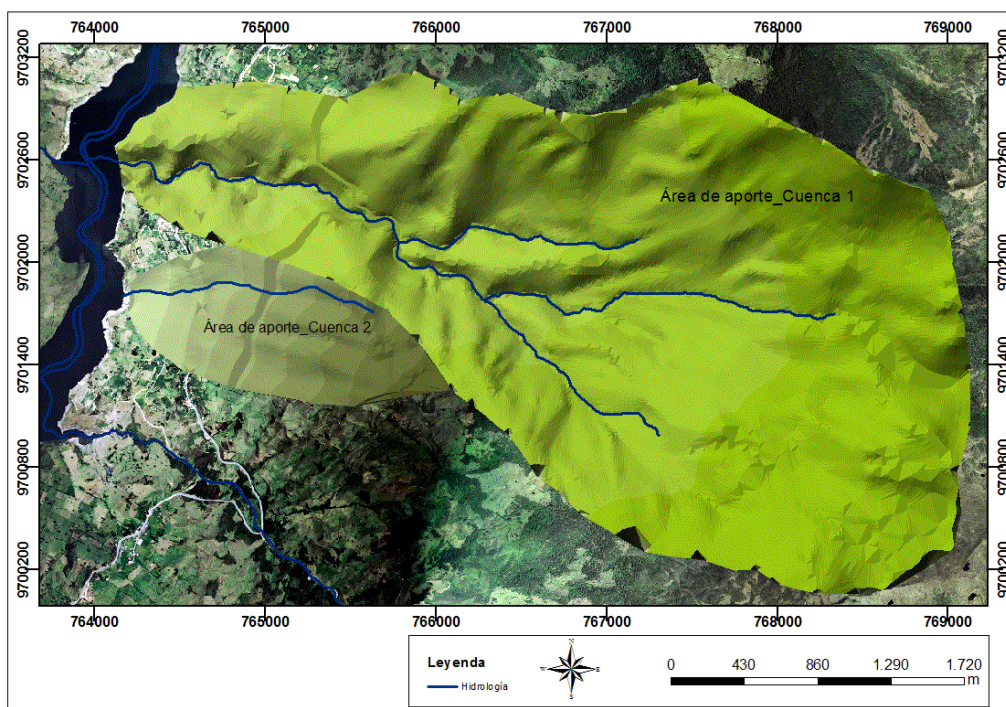 764000 765000 766000 767000 768000 769000
9703200 9703200
9702600 9702600
Área de aporte_Cuenca 1
9702000 9702000
Área de aporte_Cuenca 2
9701400 9701400
9700800 9700800
9700200 9700200
764000 765000 766000 767000 768000 769000
Leyenda
Hidrología
N
W E
S
0 430 860 1.290 1.720
m